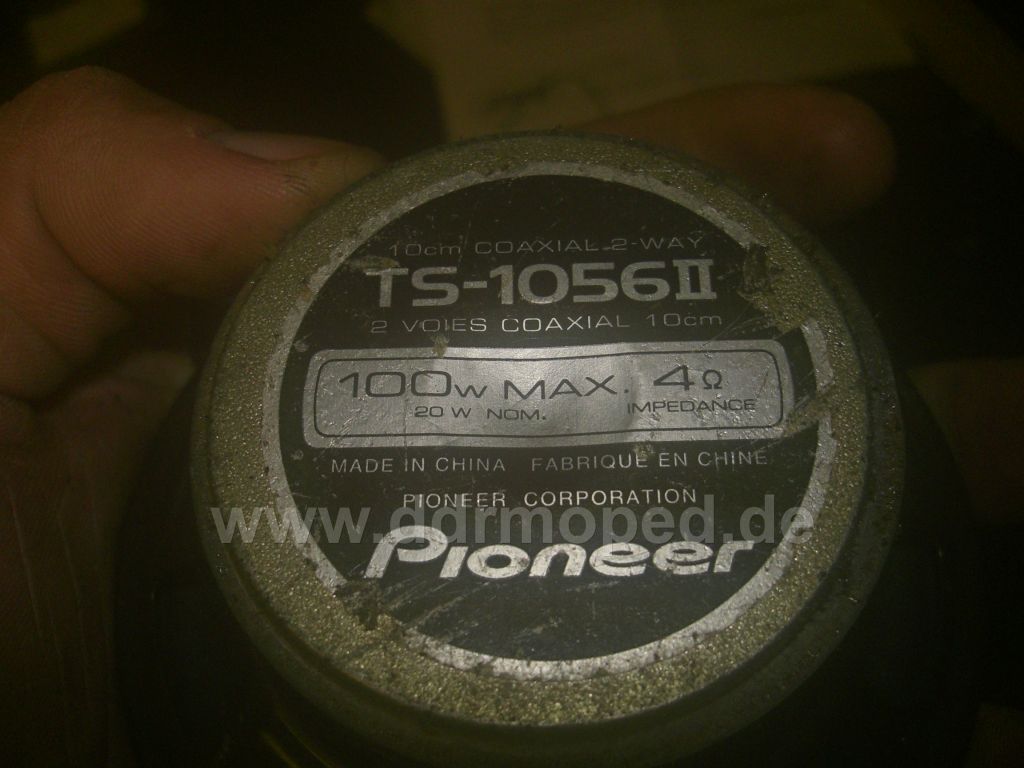 10cm COAXIAL 2-WAY
TS-1056II
2 VOIES COAXIAL 10cm
100W MAX. 4Ω
20 W NOM. IMPEDANCE
MADE IN CHINA FABRIQUE EN CHINE
PIONEER CORPORATION
www.ddrmoped.de
Pioneer